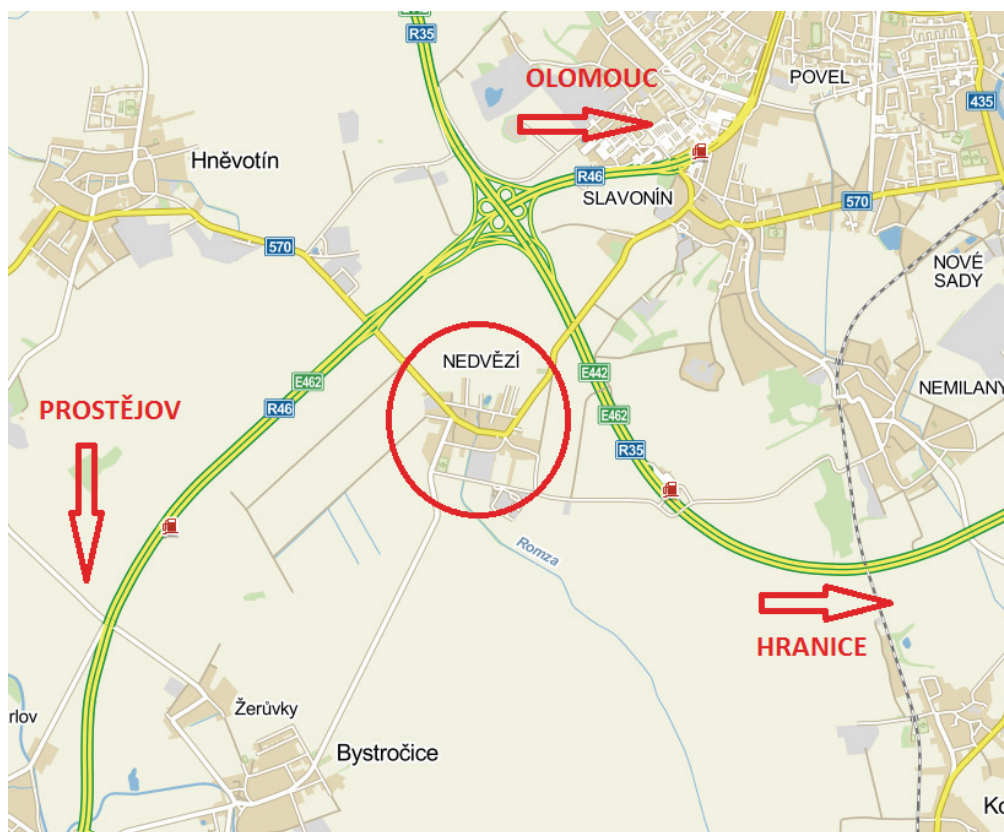 R35
OLOMOUC
POVEL
435
Hněvotín
R46
SLAVONÍN
570
570
NOVÉ
SADY
NEDVĚZÍ
E462
E442
NEMILANY
PROSTĚJOV
R46
E462
R35
Romza
HRANICE
rlov
Žerůvky
Bystročice